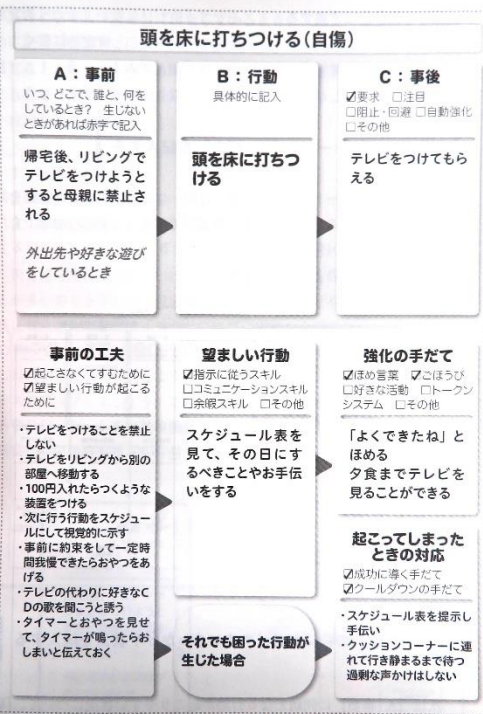 頭を床に打ちつける(自傷)
A:事前
いつ、どこで、誰と、何を
しているとき? 生じない
ときがあれば赤字で記入
帰宅後、リビングで
テレビをつけようと
すると母親に禁止さ
れる
外出先や好きな遊び
をしているとき
B:行動
具体的に記入
頭を床に打ちつ
ける
C:事後
☑要求 □注目
□阻止・回避 □自動強化
□その他
テレビをつけてもら
える
事前の工夫
☑起こさなくてすむために
☑望ましい行動が起こる
ために
・テレビをつけることを禁止
しない
・テレビをリビングから別の
部屋へ移動する
・100円入れたらつくような
装置をつける
・次に行う行動をスケジュー
ルにして視覚的に示す
・事前に約束をして一定時
間我慢できたらおやつをあ
げる
・テレビの代わりに好きなC
Dの歌を聞こうと誘う
・タイマーとおやつを見せ
て、タイマーが鳴ったらお
しまいと伝えておく
望ましい行動
☑指示に従うスキル
□コミュニケーションスキル
□余暇スキル □その他
スケジュール表を
見て、その日にす
るべきことやお手伝
いをする
それでも困った行動が
生じた場合
強化の手だて
☑ほめ言葉 ☑ごほうび
□好きな活動 □トークン
システム □その他
「よくできたね」と
ほめる
夕食までテレビを
見ることができる
起こってしまった
ときの対応
☑成功に導く手だて
☑クールダウンの手だて
・スケジュール表を提示し
手伝い
・クッションコーナーに連
れて行き静まるまで待つ
過剰な声かけはしない